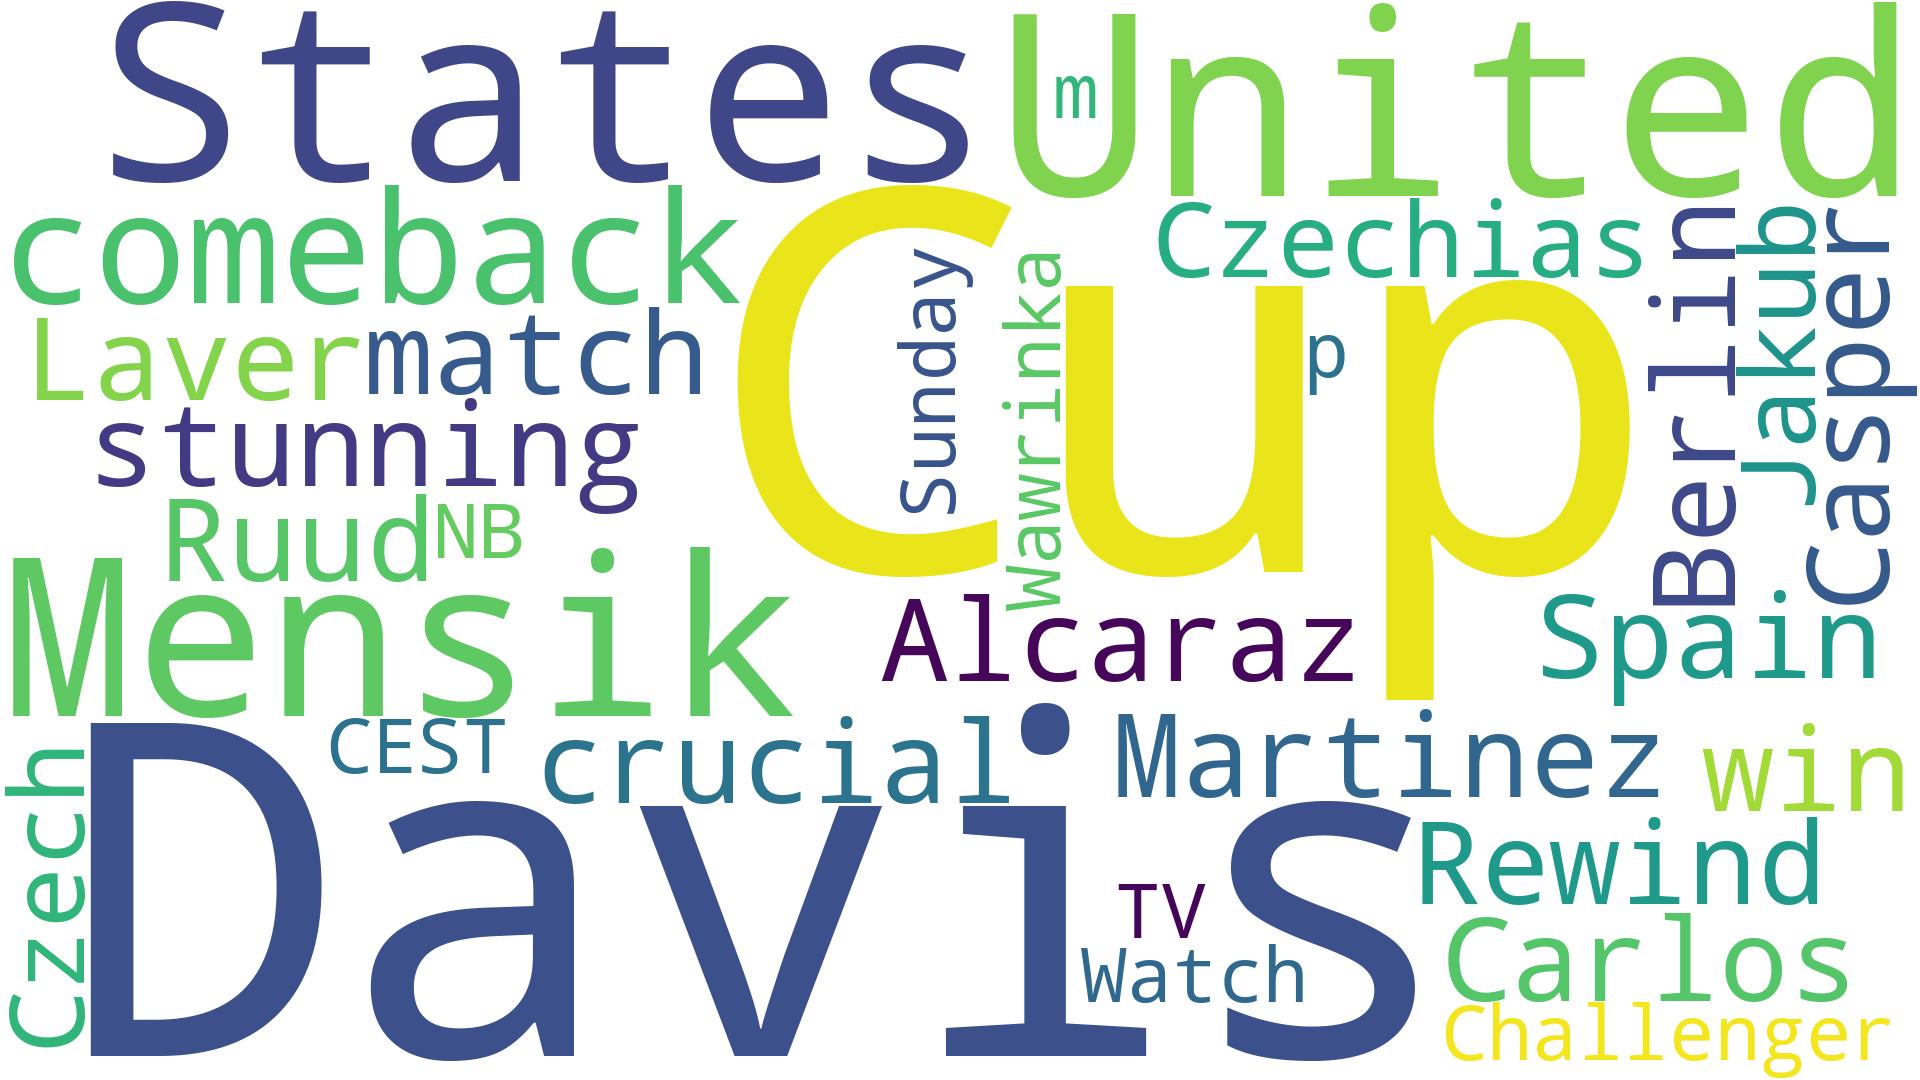 States
United
m
comeback
Cup
Czechias
Berlin
Jakub
Casper
Sunday
Wawrinka
Laver
match
p
stunning
Ruud
NB
Mensik
Alcaraz
Spain
Czech
Davis
CEST
crucial
Martinez
win
Rewind
TV
Watch
Carlos
Challenger